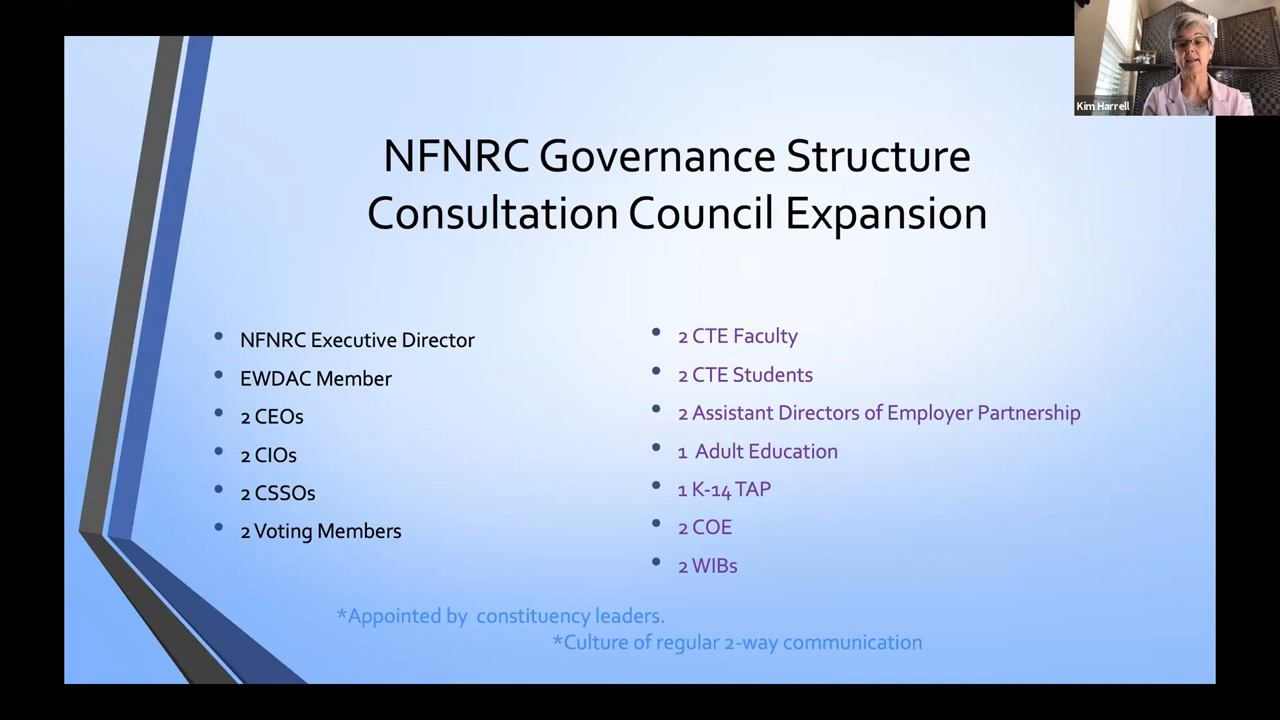 Kim Harrell
NFNRC Governance Structure
Consultation Council Expansion
• NFNRC Executive Director
• EWDAC Member
• 2 CEOs
• 2 CIOs
• 2 CSSOs
• 2 Voting Members
• 2 CTE Faculty
• 2 CTE Students
• 2 Assistant Directors of Employer Partnership
• 1 Adult Education
• 1 K-14 TAP
• 2 COE
• 2 WIBs
*Appointed by constituency leaders.
*Culture of regular 2-way communication